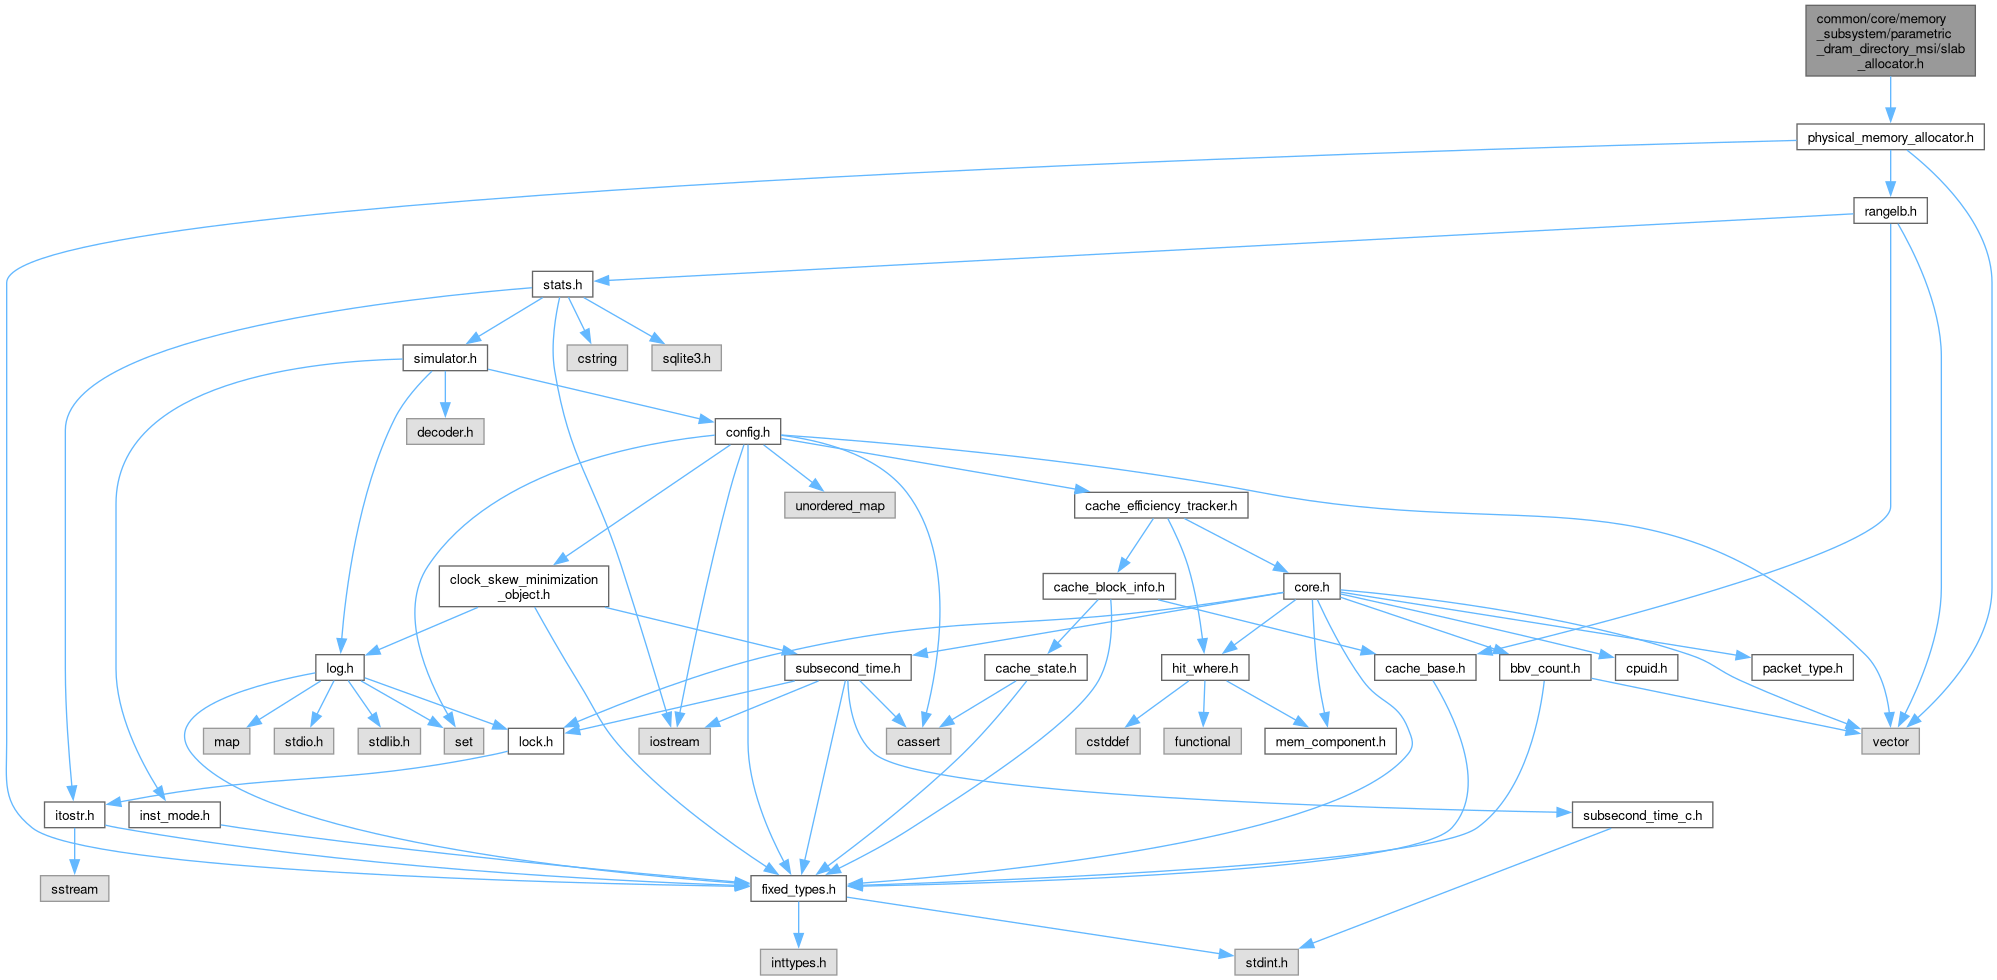 common/core/memory
_subsystem/parametric
_dram_directory_msi/slab
_allocator.h
physical_memory_allocator.h
rangelb.h
stats.h
simulator.h
cstring
sqlite3.h
decoder.h
config.h
unordered_map
cache_efficiency_tracker.h
clock_skew_minimization
_object.h
cache_block_info.h
core.h
log.h
subsecond_time.h
cache_state.h
hit_where.h
cache_base.h
bbv_count.h
cpuid.h
packet_type.h
map
stdio.h
stdlib.h
set
lock.h
iostream
cassert
cstddef
functional
mem_component.h
vector
itostr.h
inst_mode.h
subsecond_time_c.h
sstream
fixed_types.h
inttypes.h
stdint.h